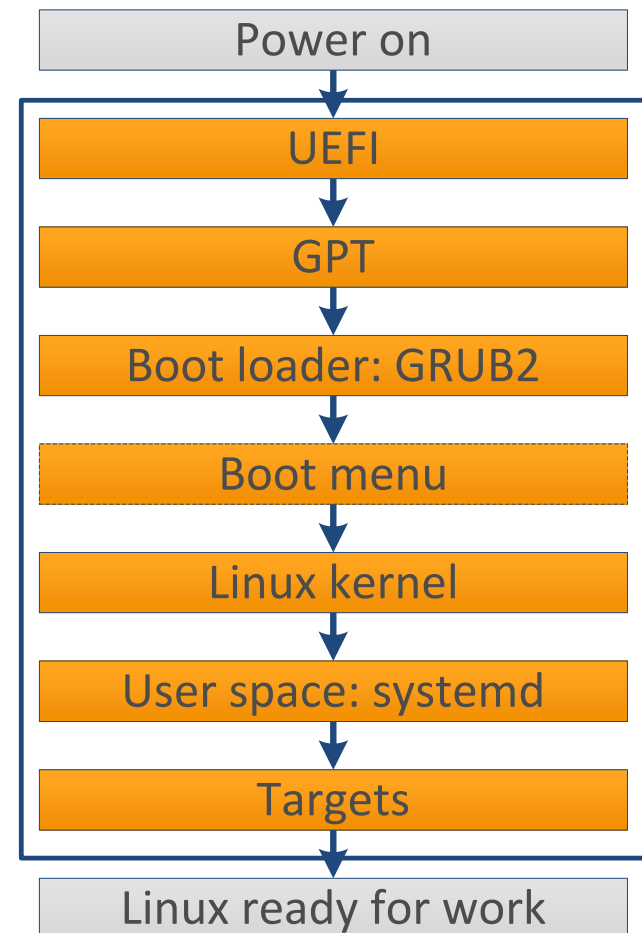 Power on
UEFI
GPT
Boot loader: GRUB2
Boot menu
Linux kernel
User space: systemd
Targets
Linux ready for work